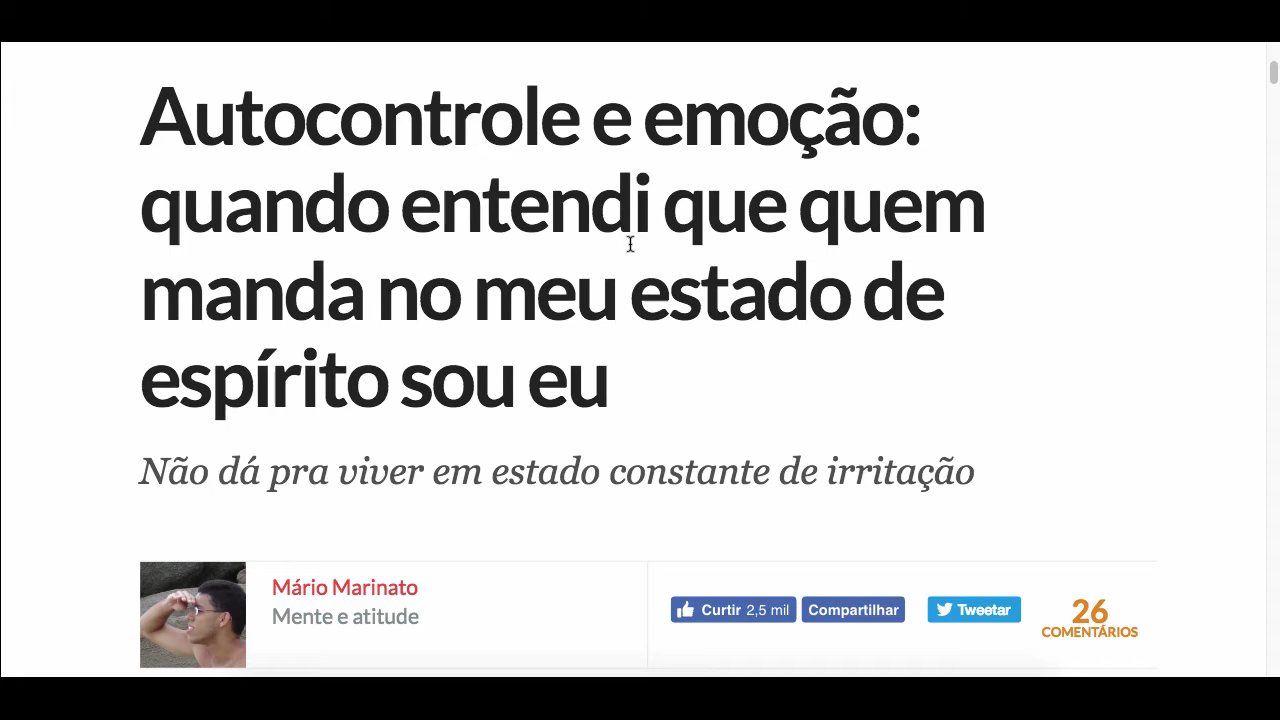 Autocontrole e emoção:
quando entendi que quem
manda no meu estado de
espírito sou eu
Não dá pra viver em estado constante de irritação
Mário Marinato
Mente e atitude
Curtir 2,5 mil
Compartilhar
Tweetar
26
COMENTÁRIOS